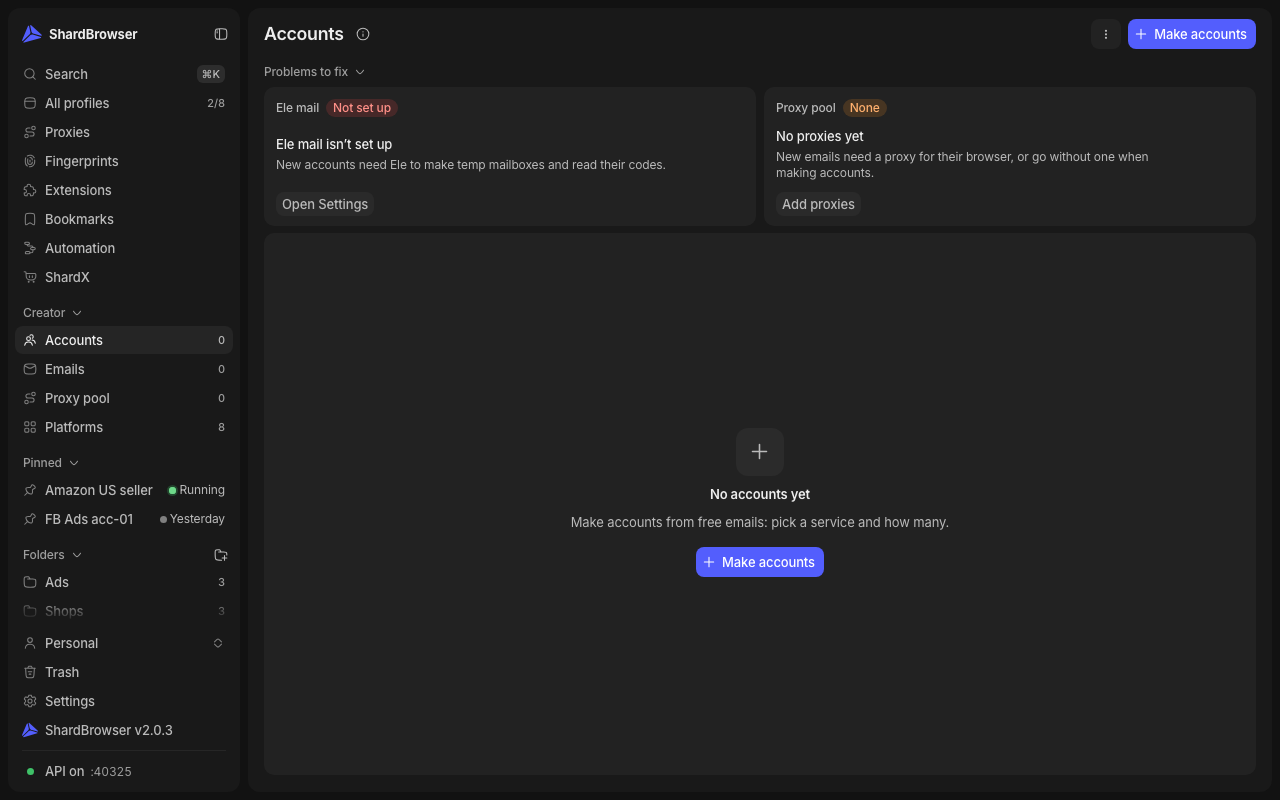 ShardBrowser
Search ⌘K
All profiles 2/8
Proxies
Fingerprints
Extensions
Bookmarks
Automation
ShardX
Creator
Accounts 0
Emails 0
Proxy pool 0
Platforms 8
Pinned
Amazon US seller Running
FB Ads acc-01 Yesterday
Folders
Ads 3
Shops 3
Personal
Trash
Settings
ShardBrowser v2.0.3
API on :40325
Accounts
Make accounts
Problems to fix
Ele mail Not set up
Ele mail isn’t set up
New accounts need Ele to make temp mailboxes and read their codes.
Open Settings
Proxy pool None
No proxies yet
New emails need a proxy for their browser, or go without one when
making accounts.
Add proxies
No accounts yet
Make accounts from free emails: pick a service and how many.
Make accounts